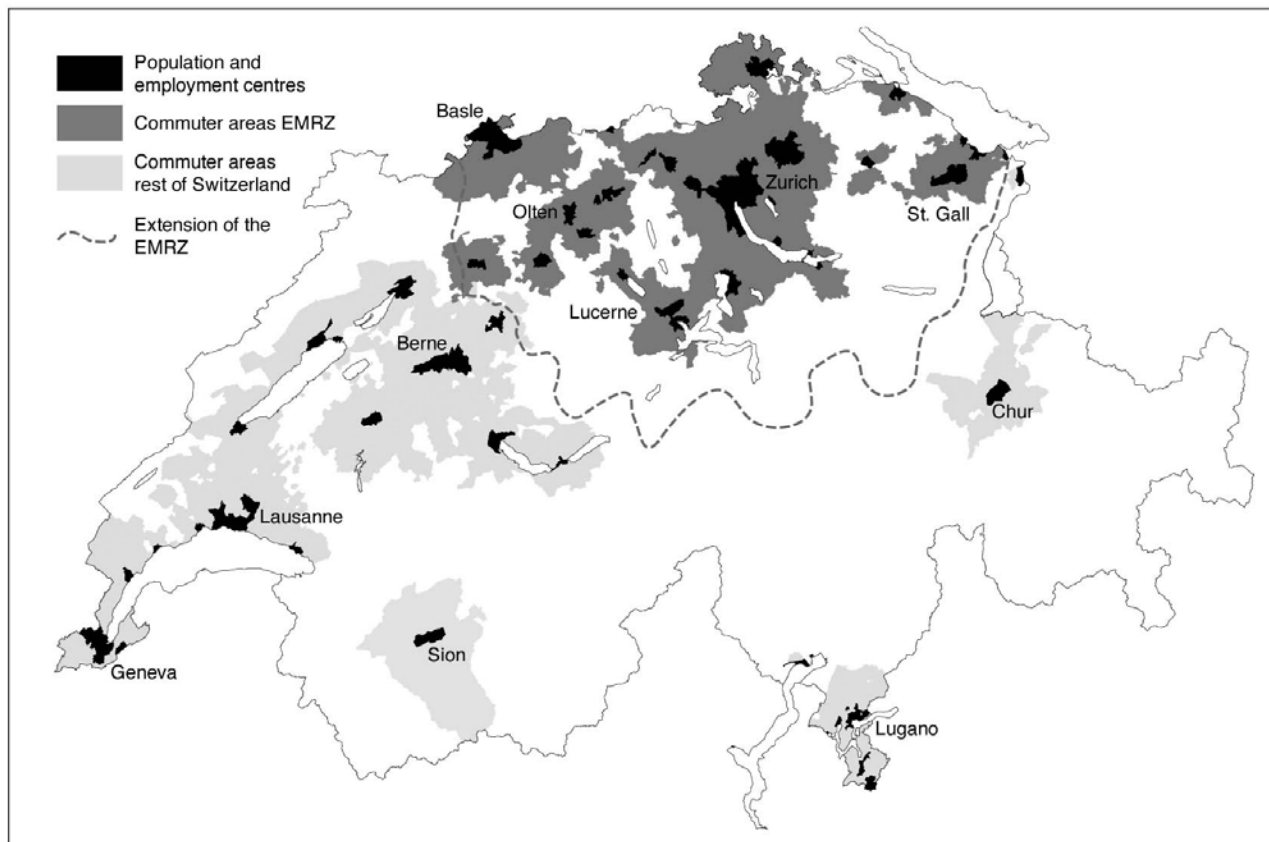 Population and
employment centres
Commuter areas EMRZ
Commuter areas
rest of Switzerland
Extension of the
EMRZ
Basle
Zurich
Olten
St. Gall
Lucerne
Berne
Chur
Lausanne
Sion
Geneva
Lugano